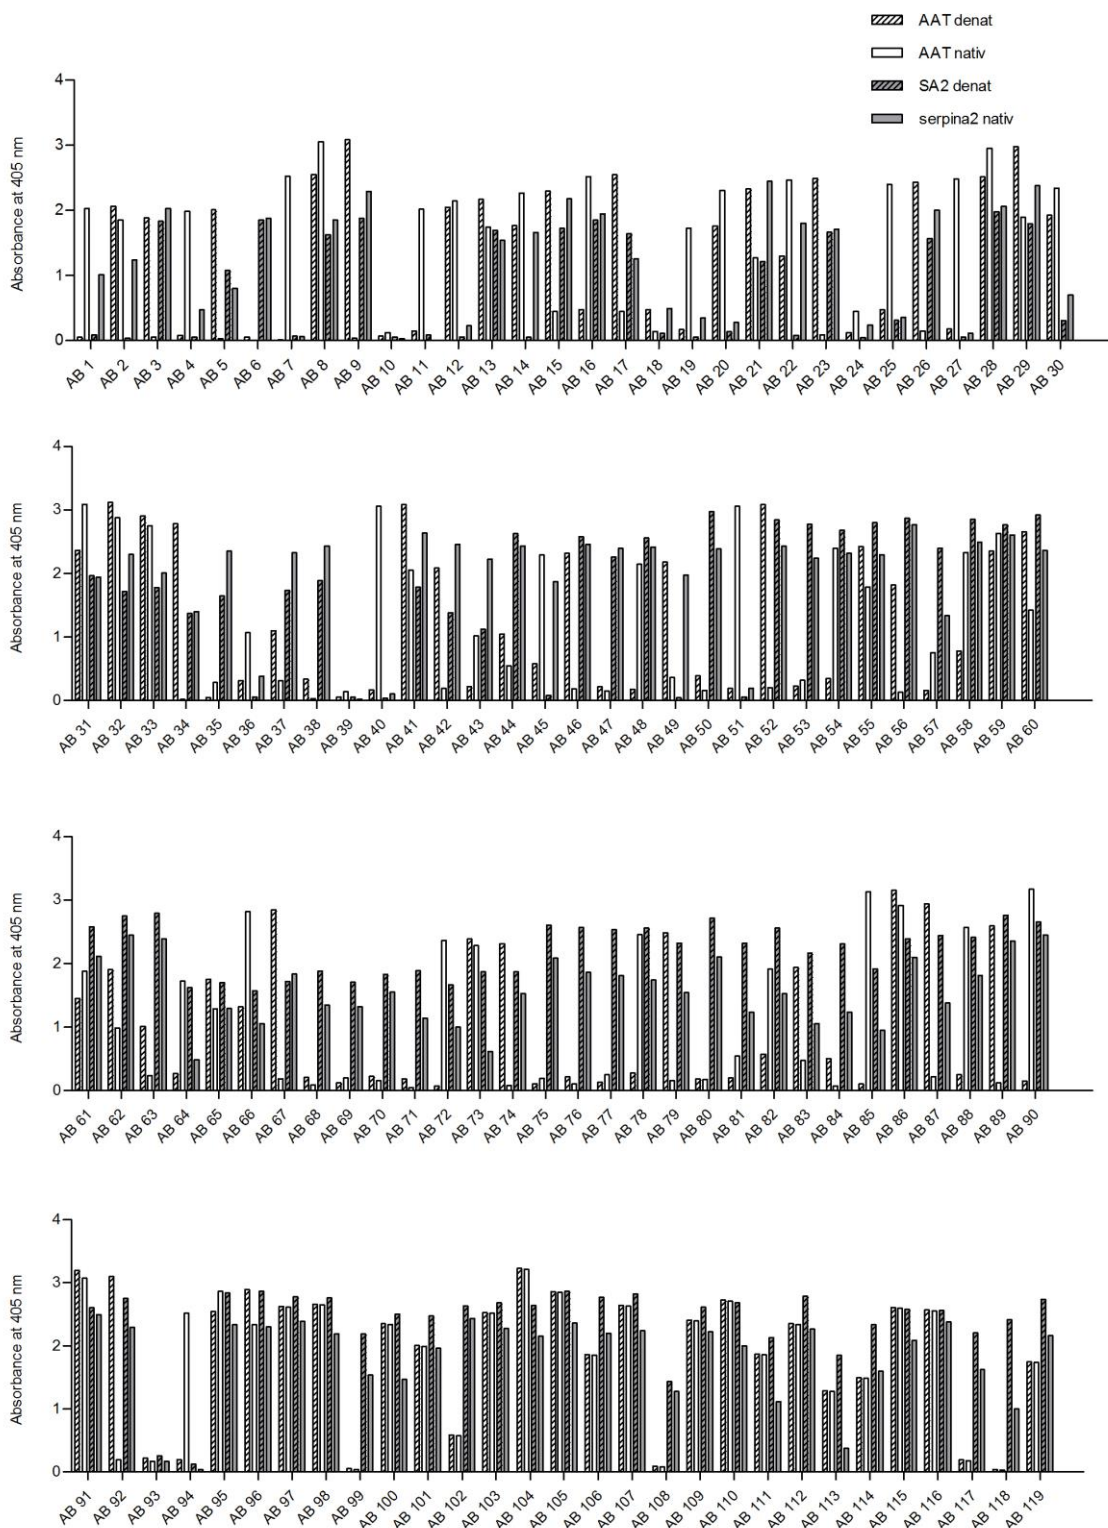 AAT denat
AAT nativ
SA2 denat
serpina2 nativ
Absorbance at 405 nm
4
3
2
1
0
AB 1 AB 2 AB 3 AB 4 AB 5 AB 6 AB 7 AB 8 AB 9 AB 10 AB 11 AB 12 AB 13 AB 14 AB 15 AB 16 AB 17 AB 18 AB 19 AB 20 AB 21 AB 22 AB 23 AB 24 AB 25 AB 26 AB 27 AB 28 AB 29 AB 30
Absorbance at 405 nm
4
3
2
1
0
AB 31 AB 32 AB 33 AB 34 AB 35 AB 36 AB 37 AB 38 AB 39 AB 40 AB 41 AB 42 AB 43 AB 44 AB 45 AB 46 AB 47 AB 48 AB 49 AB 50 AB 51 AB 52 AB 53 AB 54 AB 55 AB 56 AB 57 AB 58 AB 59 AB 60
Absorbance at 405 nm
4
3
2
1
0
AB 61 AB 62 AB 63 AB 64 AB 65 AB 66 AB 67 AB 68 AB 69 AB 70 AB 71 AB 72 AB 73 AB 74 AB 75 AB 76 AB 77 AB 78 AB 79 AB 80 AB 81 AB 82 AB 83 AB 84 AB 85 AB 86 AB 87 AB 88 AB 89 AB 90
Absorbance at 405 nm
4
3
2
1
0
AB 91 AB 92 AB 93 AB 94 AB 95 AB 96 AB 97 AB 98 AB 99 AB 100 AB 101 AB 102 AB 103 AB 104 AB 105 AB 106 AB 107 AB 108 AB 109 AB 110 AB 111 AB 112 AB 113 AB 114 AB 115 AB 116 AB 117 AB 118 AB 119